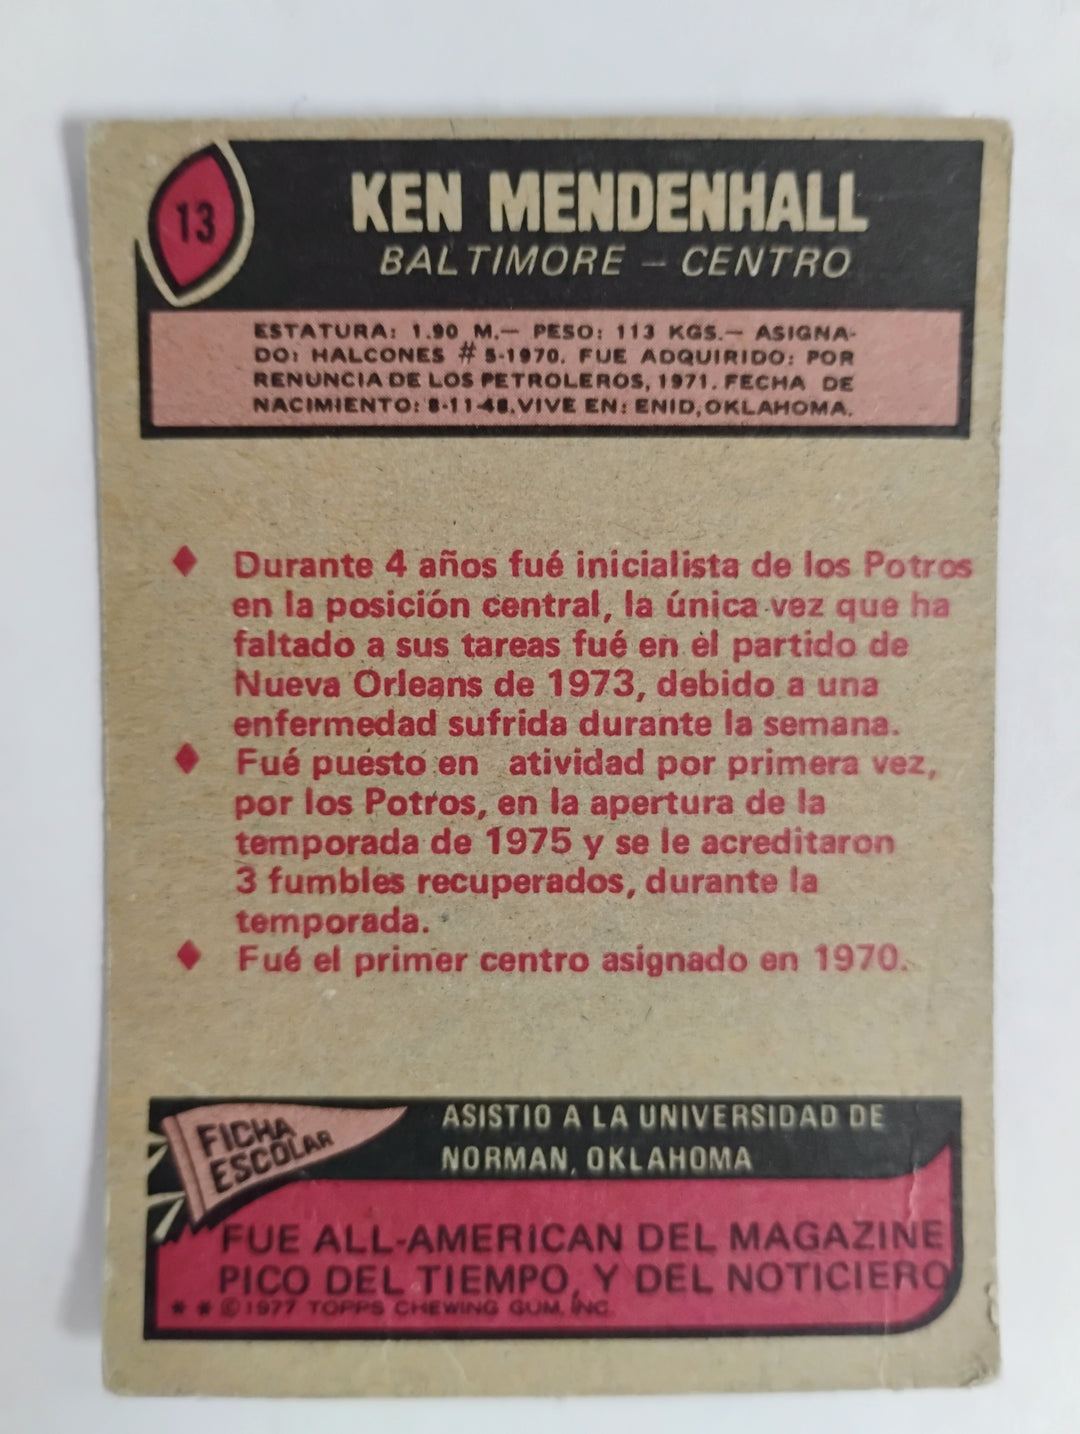 13
KEN MENDENHALL
BALTIMORE – CENTRO
ESTATURA: 1.90 M.— PESO: 113 KGS.— ASIGNA-
DO: HALCONES # 5-1970. FUE ADQUIRIDO: POR
RENUNCIA DE LOS PETROLEROS, 1971. FECHA DE
NACIMIENTO: 8-11-48. VIVE EN: ENID, OKLAHOMA.
♦ Durante 4 años fué inicialista de los Potros
en la posición central, la única vez que ha
faltado a sus tareas fué en el partido de
Nueva Orleans de 1973, debido a una
enfermedad sufrida durante la semana.
♦ Fué puesto en atividad por primera vez,
por los Potros, en la apertura de la
temporada de 1975 y se le acreditaron
3 fumbles recuperados, durante la
temporada.
♦ Fué el primer centro asignado en 1970.
FICHA
ESCOLAR
ASISTIO A LA UNIVERSIDAD DE
NORMAN, OKLAHOMA
FUE ALL-AMERICAN DEL MAGAZINE
PICO DEL TIEMPO, Y DEL NOTICIERO
* * © 1977 TOPPS CHEWING GUM, INC.